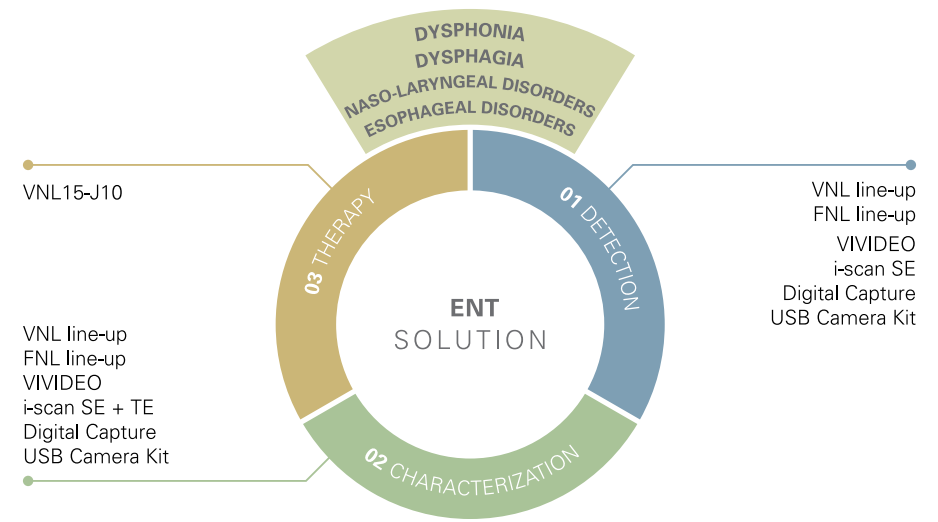 DYSPHONIA
DYSPHAGIA
NASO-LARYNGEAL DISORDERS
ESOPHAGEAL DISORDERS
01 DETECTION
VNL line-up
FNL line-up
VIVIDEO
i-scan SE
Digital Capture
USB Camera Kit
02 CHARACTERIZATION
VNL line-up
FNL line-up
VIVIDEO
i-scan SE + TE
Digital Capture
USB Camera Kit
03 THERAPY
VNL15-J10
ENT
SOLUTION